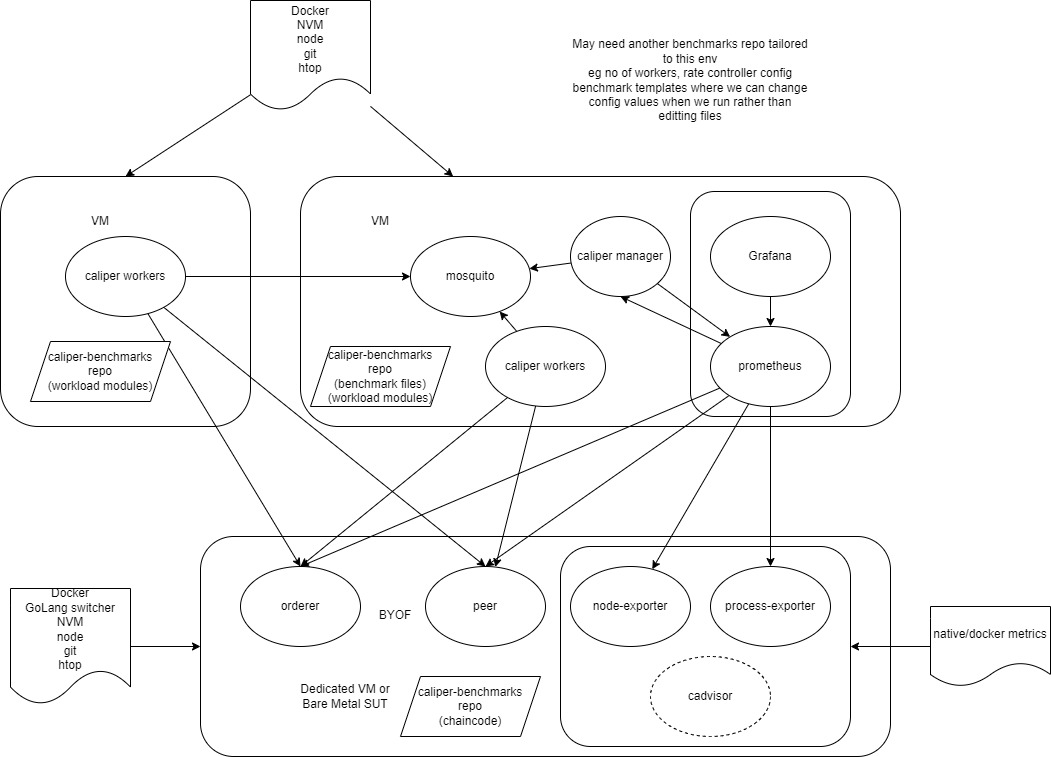 Docker
NVM
node
git
htop
May need another benchmarks repo tailored
to this env
eg no of workers, rate controller config
benchmark templates where we can change
config values when we run rather than
editting files
VM
caliper workers
caliper-benchmarks
repo
(workload modules)
VM
mosquito
caliper manager
Grafana
caliper-benchmarks
repo
(benchmark files)
(workload modules)
caliper workers
prometheus
Docker
GoLang switcher
NVM
node
git
htop
orderer
BYOF
peer
node-exporter
process-exporter
native/docker metrics
Dedicated VM or
Bare Metal SUT
caliper-benchmarks
repo
(chaincode)
cadvisor